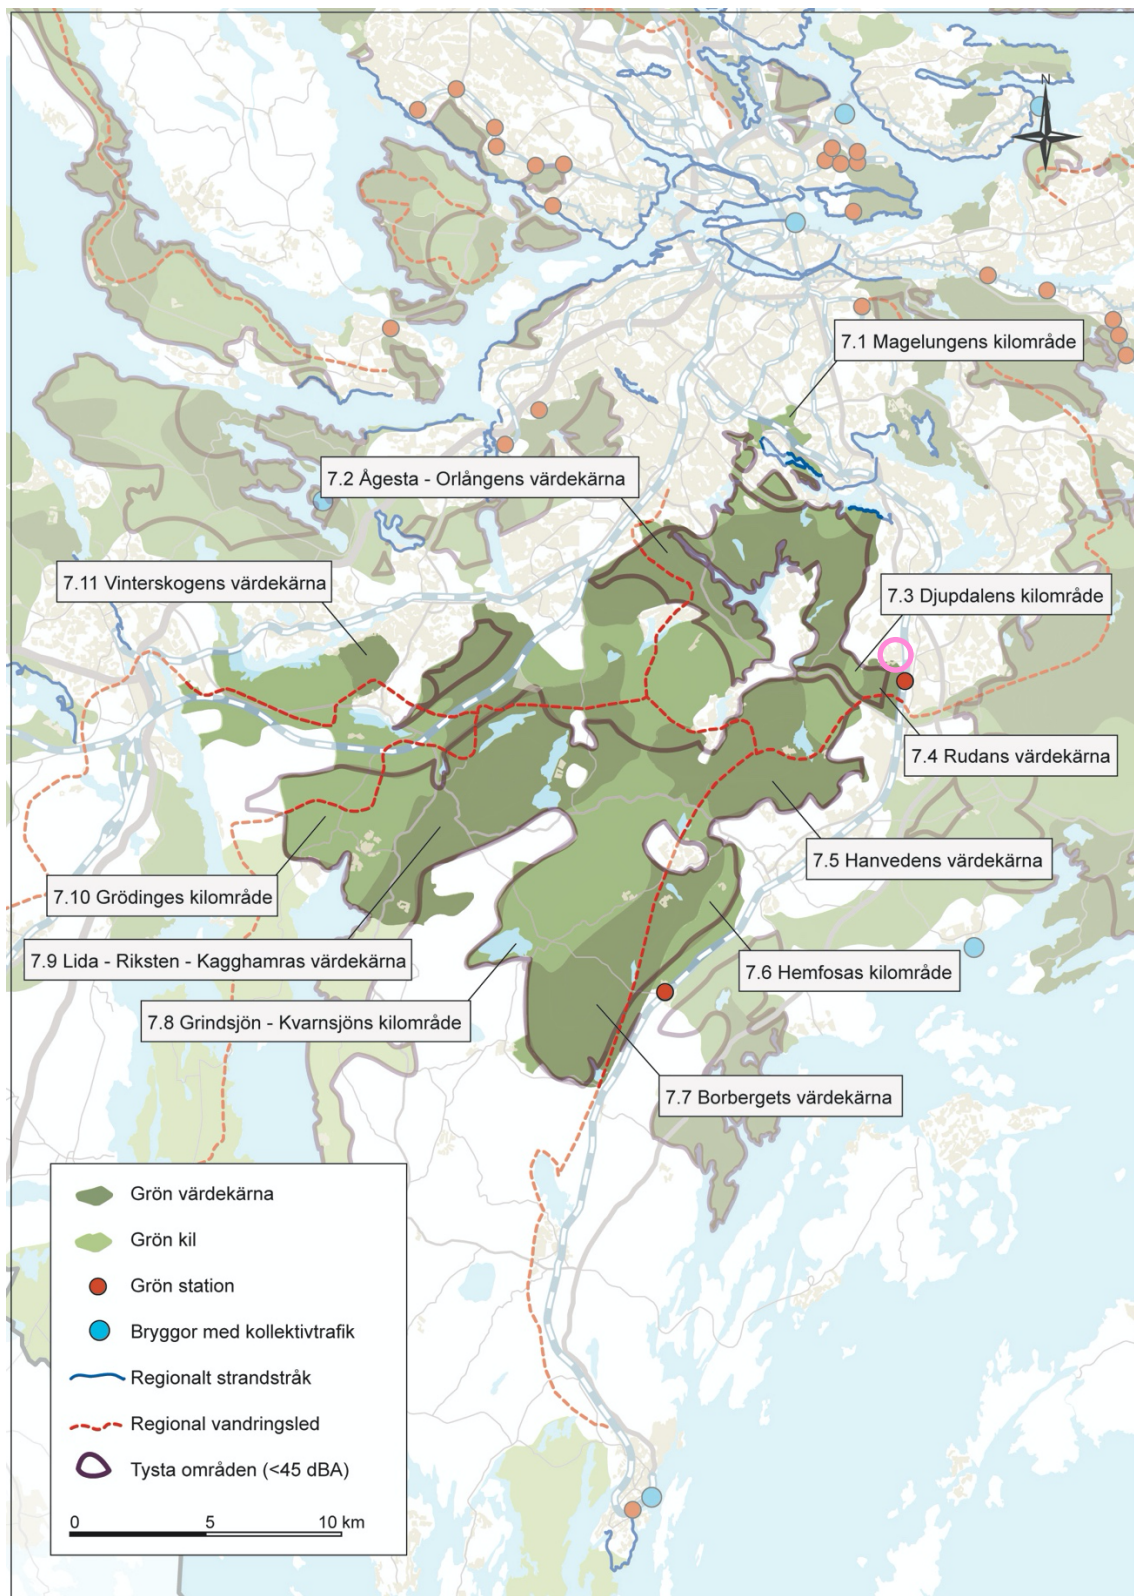 N
7.1 Magelungens kilområde
7.2 Ågesta - Orlångens värdekärna
7.11 Vinterskogens värdekärna
7.3 Djupdalens kilområde
7.4 Rudans värdekärna
7.5 Hanvedens värdekärna
7.10 Grödinges kilområde
7.9 Lida - Riksten - Kagghamras värdekärna
7.6 Hemfosas kilområde
7.8 Grindsjön - Kvarnsjöns kilområde
7.7 Borbergets värdekärna
Grön värdekärna
Grön kil
Grön station
Bryggor med kollektivtrafik
Regionalt strandstråk
Regional vandringsled
Tysta områden (<45 dBA)
0 5 10 km